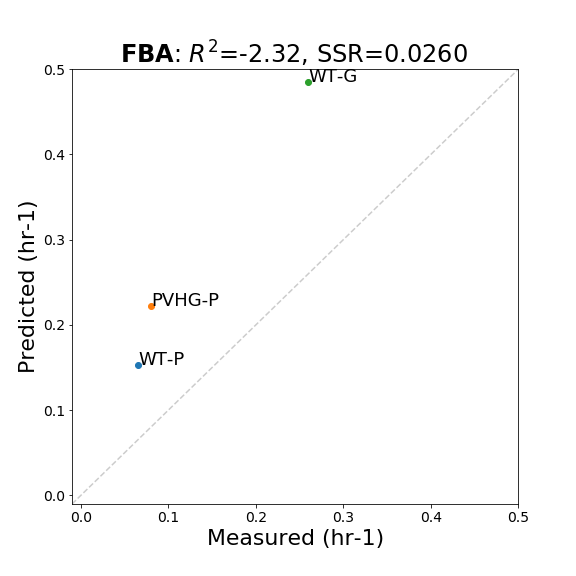 FBA: R²=-2.32, SSR=0.0260
0.5
WT-G
0.4
Predicted (hr-1)
0.3
PVHG-P
0.2
WT-P
0.1
0.0
0.0 0.1 0.2 0.3 0.4 0.5
Measured (hr-1)